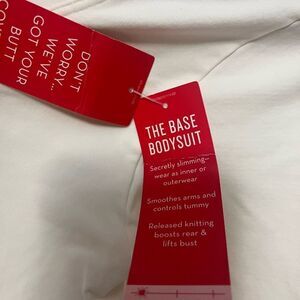 DON'T
WORRY...
WE'VE
GOT YOUR
BUTT
THE BASE
BODYSUIT
Secretly slimming—
wear as inner or
outerwear
Smoothes arms and
controls tummy
Released knitting
boosts rear &
lifts bust